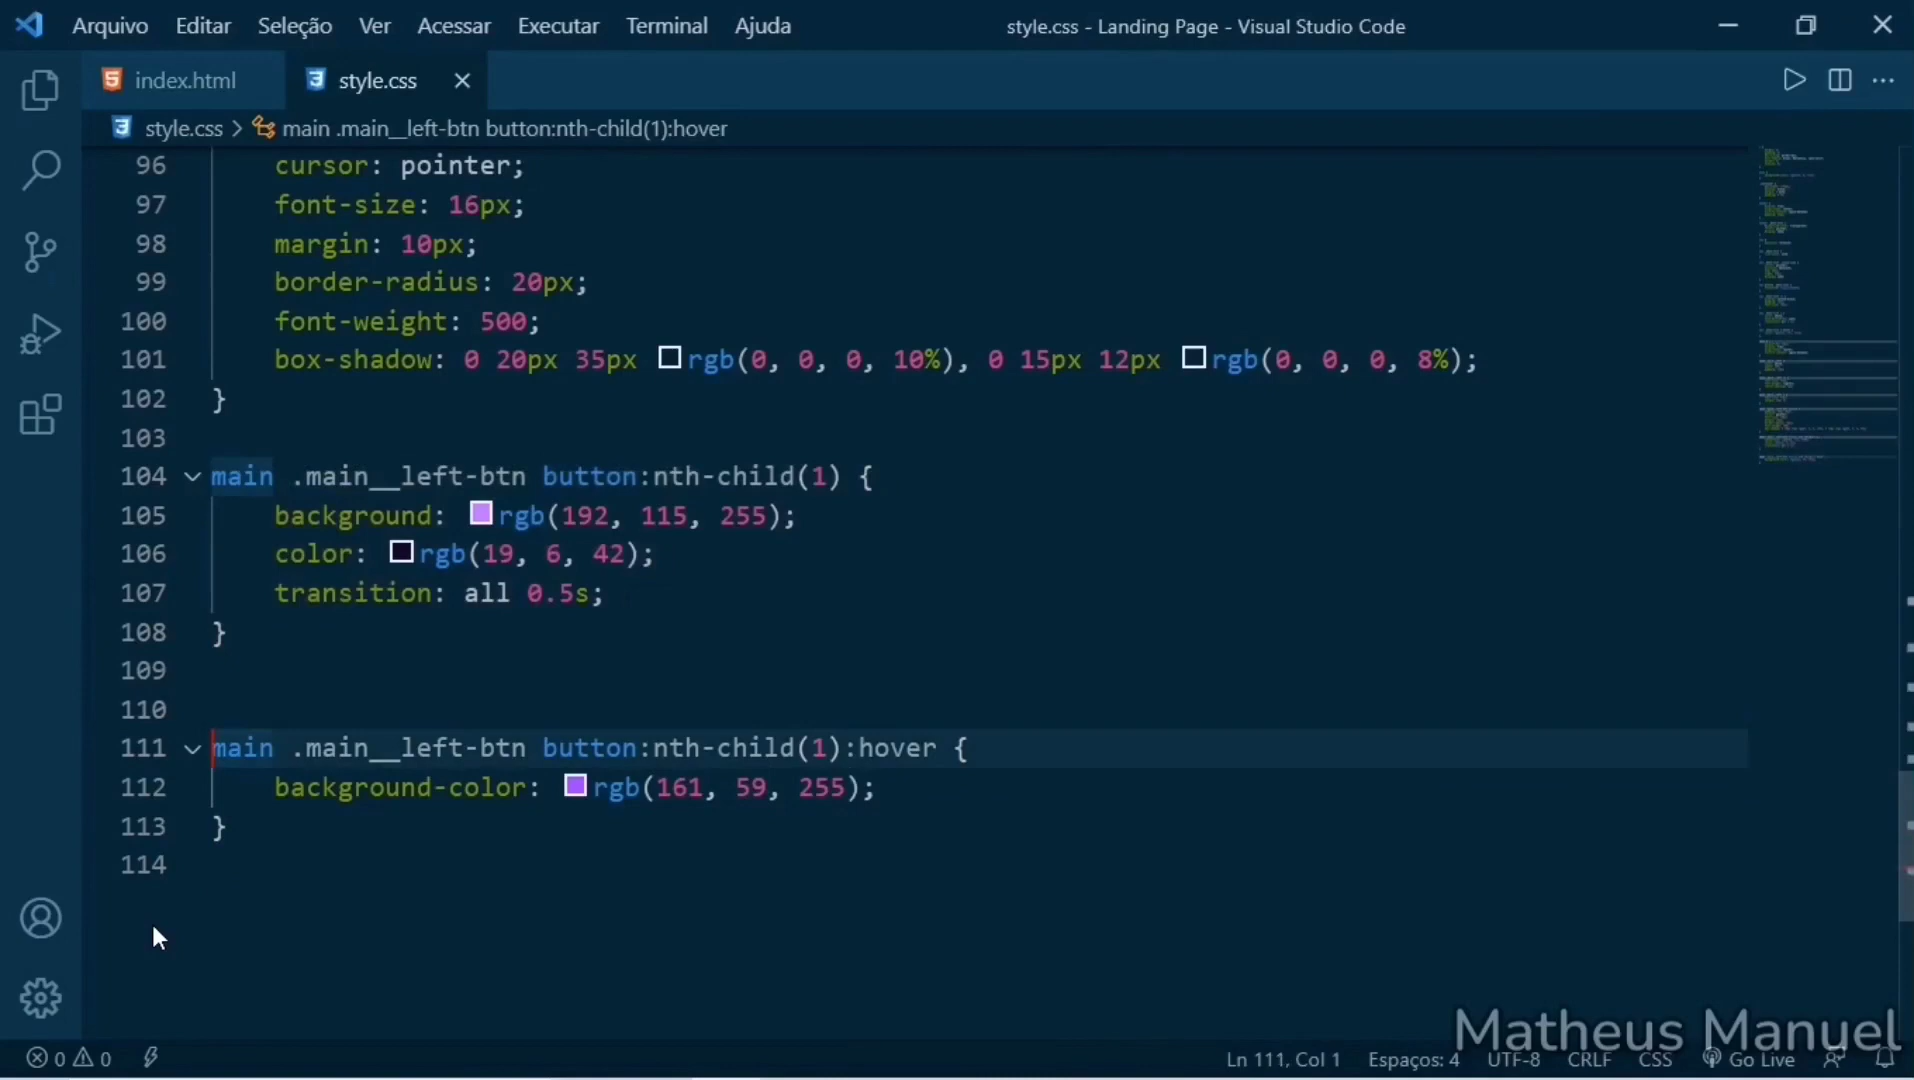 Arquivo Editar Seleção Ver Acessar Executar Terminal Ajuda style.css - Landing Page - Visual Studio Code
index.html style.css
style.css > main .main__left-btn button:nth-child(1):hover
96 cursor: pointer;
97 font-size: 16px;
98 margin: 10px;
99 border-radius: 20px;
100 font-weight: 500;
101 box-shadow: 0 20px 35px rgb(0, 0, 0, 10%), 0 15px 12px rgb(0, 0, 0, 8%);
102 }
103
104 main .main__left-btn button:nth-child(1) {
105 background: rgb(192, 115, 255);
106 color: rgb(19, 6, 42);
107 transition: all 0.5s;
108 }
109
110
111 main .main__left-btn button:nth-child(1):hover {
112 background-color: rgb(161, 59, 255);
113 }
114
Matheus Manuel
0 0 Ln 111, Col 1 Espaços: 4 UTF-8 CRLF CSS Go Live